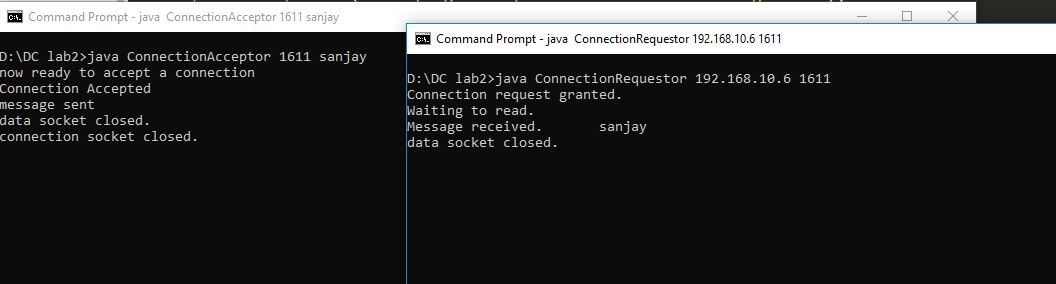 Command Prompt - java  ConnectionAcceptor 1611 sanjay
D:\DC lab2>java ConnectionAcceptor 1611 sanjay
now ready to accept a connection
Connection Accepted
message sent
data socket closed.
connection socket closed.
Command Prompt - java  ConnectionRequestor 192.168.10.6 1611
D:\DC lab2>java ConnectionRequestor 192.168.10.6 1611
Connection request granted.
Waiting to read.
Message received.       sanjay
data socket closed.